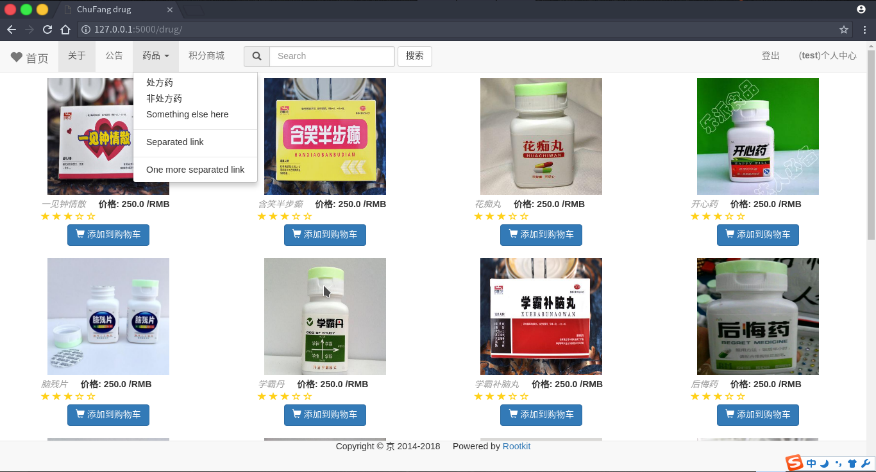 ChuFang drug
127.0.0.1:5000/drug/
首页 关于 公告 药品 积分商城 Search 搜索 登出 (test)个人中心
处方药
非处方药
Something else here
Separated link
One more separated link
一见钟情散
含笑半步癫
HANXIAOBANBUDIAN
花痴丸
HUACHIWAN
乐沂食品
开心药
一见钟情散 价格: 250.0 /RMB
含笑半步癫 价格: 250.0 /RMB
花痴丸 价格: 250.0 /RMB
开心药 价格: 250.0 /RMB
添加到购物车
添加到购物车
添加到购物车
添加到购物车
脑残片
脑残片
学霸丹
学霸补脑丸
XUEBABUNAOWAN
后悔药
REGRET MEDICINE
脑残片 价格: 250.0 /RMB
学霸丹 价格: 250.0 /RMB
学霸补脑丸 价格: 250.0 /RMB
后悔药 价格: 250.0 /RMB
添加到购物车
添加到购物车
添加到购物车
添加到购物车
Copyright © 京 2014-2018 Powered by Rootkit
S 中